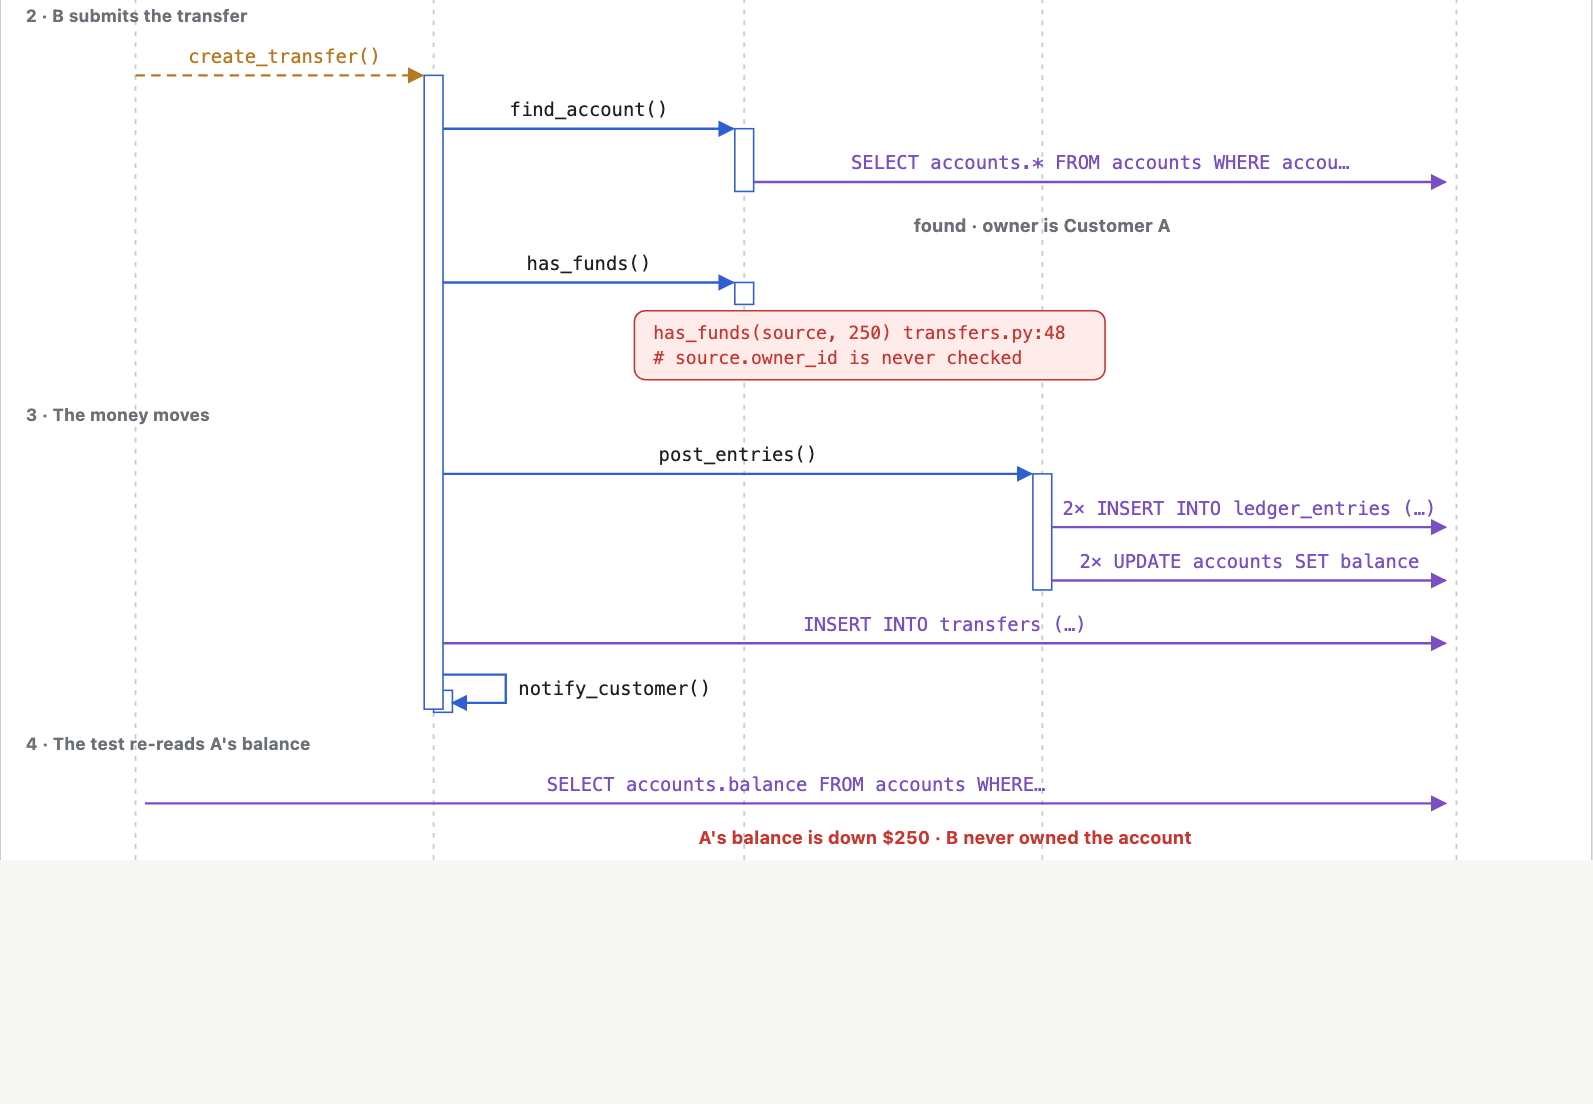 2 · B submits the transfer
create_transfer()
find_account()
SELECT accounts.* FROM accounts WHERE accou…
found · owner is Customer A
has_funds()
has_funds(source, 250) transfers.py:48
# source.owner_id is never checked
3 · The money moves
post_entries()
2× INSERT INTO ledger_entries (…)
2× UPDATE accounts SET balance
INSERT INTO transfers (…)
notify_customer()
4 · The test re-reads A's balance
SELECT accounts.balance FROM accounts WHERE…
A's balance is down $250 · B never owned the account